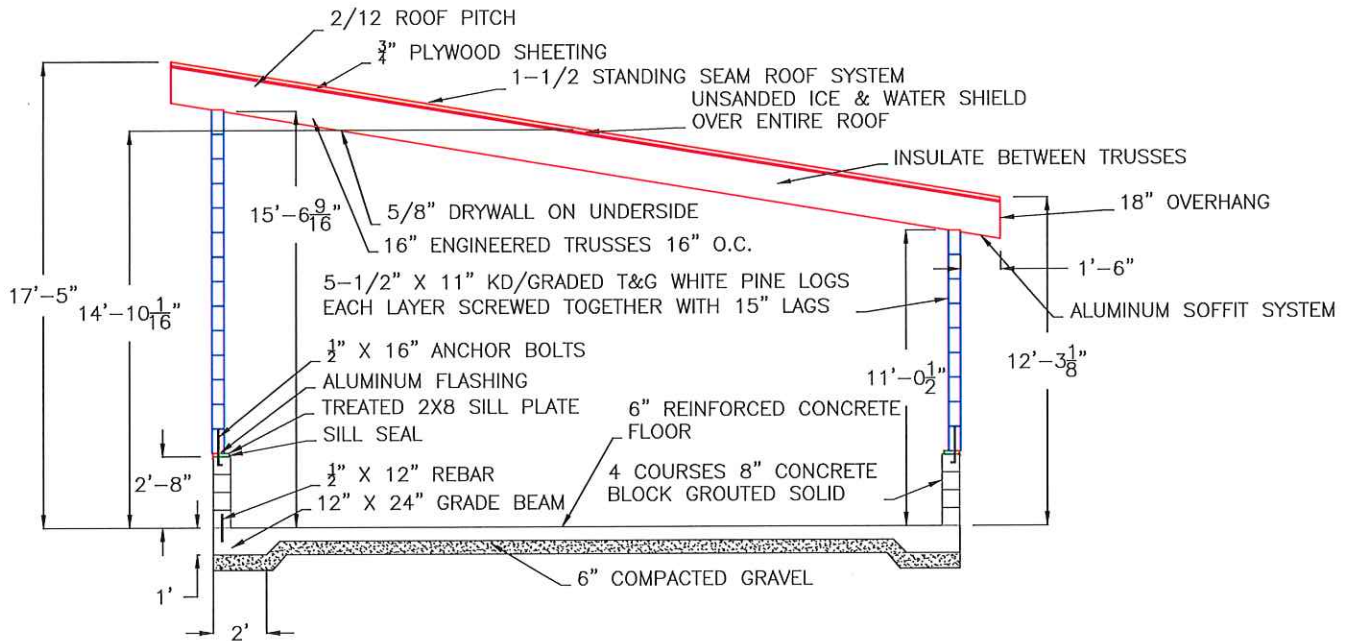 2/12 ROOF PITCH
3/4" PLYWOOD SHEETING
1-1/2 STANDING SEAM ROOF SYSTEM
UNSANDED ICE & WATER SHIELD
OVER ENTIRE ROOF
INSULATE BETWEEN TRUSSES
18" OVERHANG
15'-6 9/16"
5/8" DRYWALL ON UNDERSIDE
16" ENGINEERED TRUSSES 16" O.C.
1'-6"
17'-5"
14'-10 1/16"
5-1/2" X 11" KD/GRADED T&G WHITE PINE LOGS
EACH LAYER SCREWED TOGETHER WITH 15" LAGS
ALUMINUM SOFFIT SYSTEM
1/2" X 16" ANCHOR BOLTS
11'-0 1/2"
12'-3 1/8"
ALUMINUM FLASHING
TREATED 2X8 SILL PLATE
SILL SEAL
6" REINFORCED CONCRETE
FLOOR
2'-8"
1/2" X 12" REBAR
12" X 24" GRADE BEAM
4 COURSES 8" CONCRETE
BLOCK GROUTED SOLID
6" COMPACTED GRAVEL
1'
2'